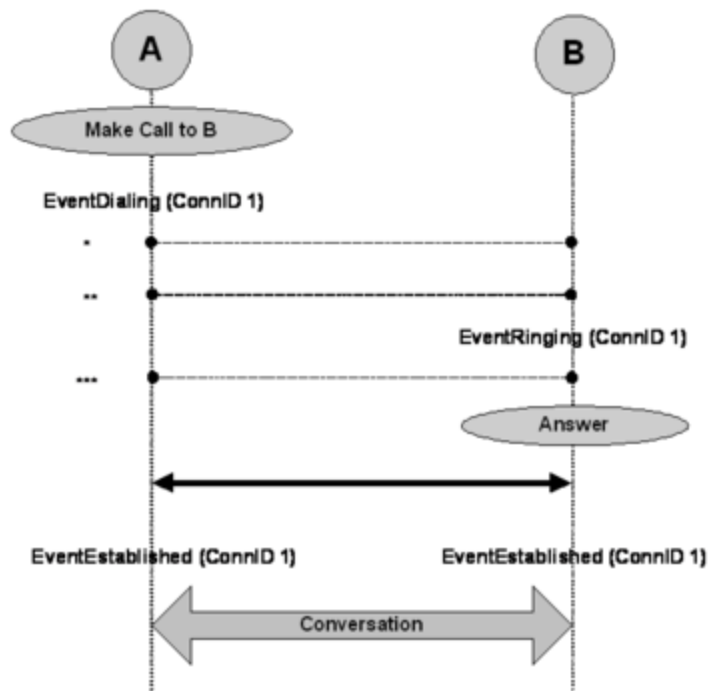 A
B
Make Call to B
EventDialing (ConnID 1)
.
..
EventRinging (ConnID 1)
...
Answer
EventEstablished (ConnID 1)
EventEstablished (ConnID 1)
Conversation